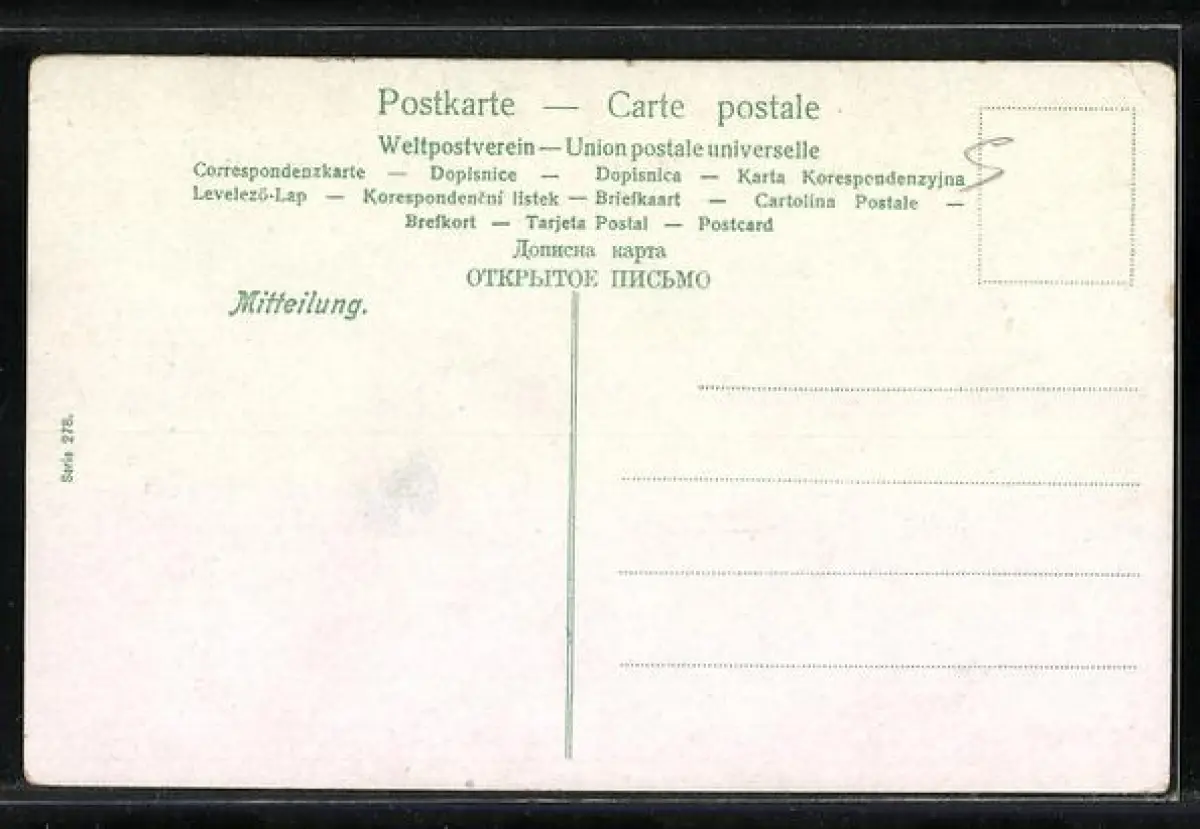 Postkarte — Carte postale
Weltpostverein — Union postale universelle
Correspondenzkarte — Dopisnice — Dopisnica — Karta Korespondenzyjna
Levelező-Lap — Korespondenční listek — Briefkaart — Cartolina Postale —
Brefkort — Tarjeta Postal — Postcard
Дописна карта
ОТКРЫТОЕ ПИСЬМО
Mitteilung.
Serie 278.
S